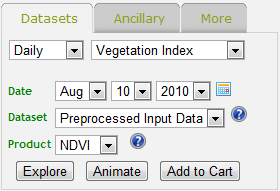 Datasets Ancillary More
Daily Vegetation Index
Date Aug 10 2010
Dataset Preprocessed Input Data ?
Product NDVI ?
Explore Animate Add to Cart